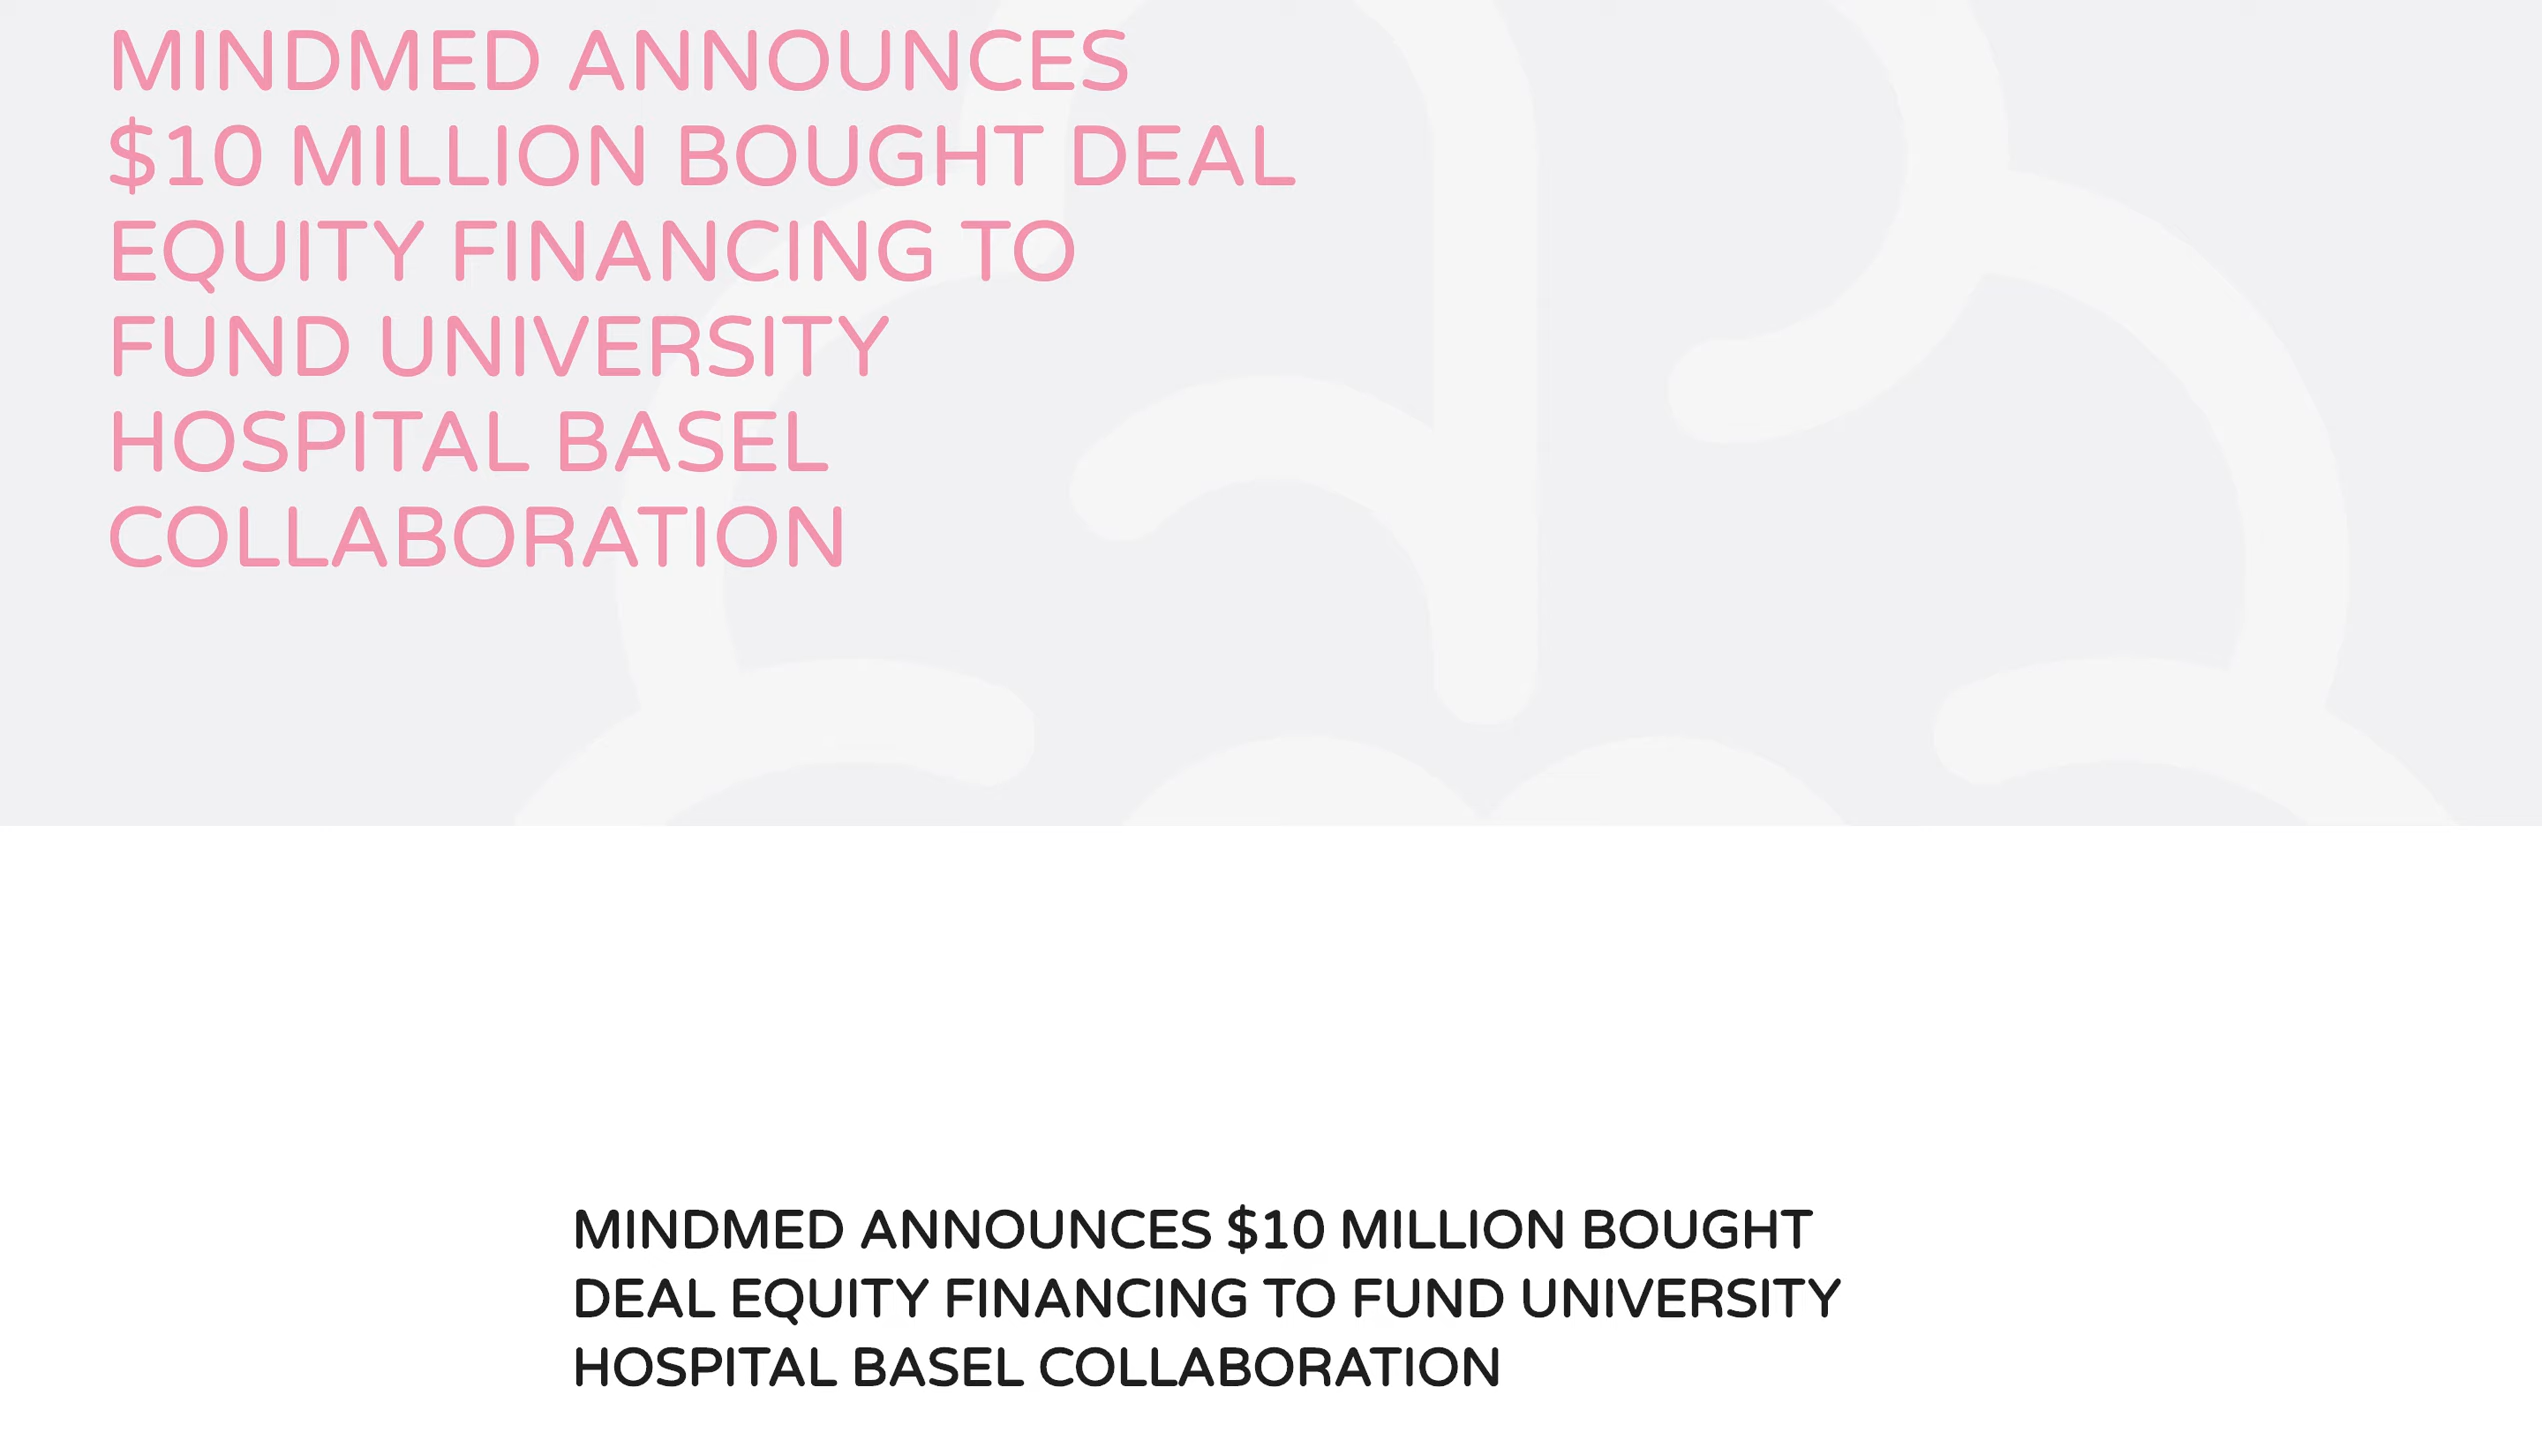 MINDMED ANNOUNCES
$10 MILLION BOUGHT DEAL
EQUITY FINANCING TO
FUND UNIVERSITY
HOSPITAL BASEL
COLLABORATION
MINDMED ANNOUNCES $10 MILLION BOUGHT
DEAL EQUITY FINANCING TO FUND UNIVERSITY
HOSPITAL BASEL COLLABORATION